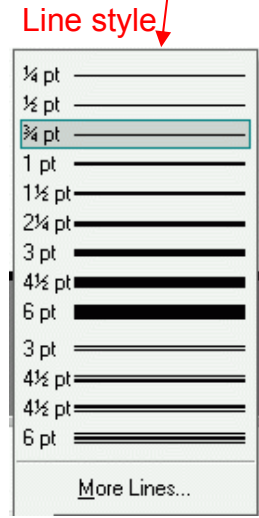 Line style
¼ pt
½ pt
¾ pt
1 pt
1½ pt
2¼ pt
3 pt
4½ pt
6 pt
3 pt
4½ pt
4½ pt
6 pt
More Lines...